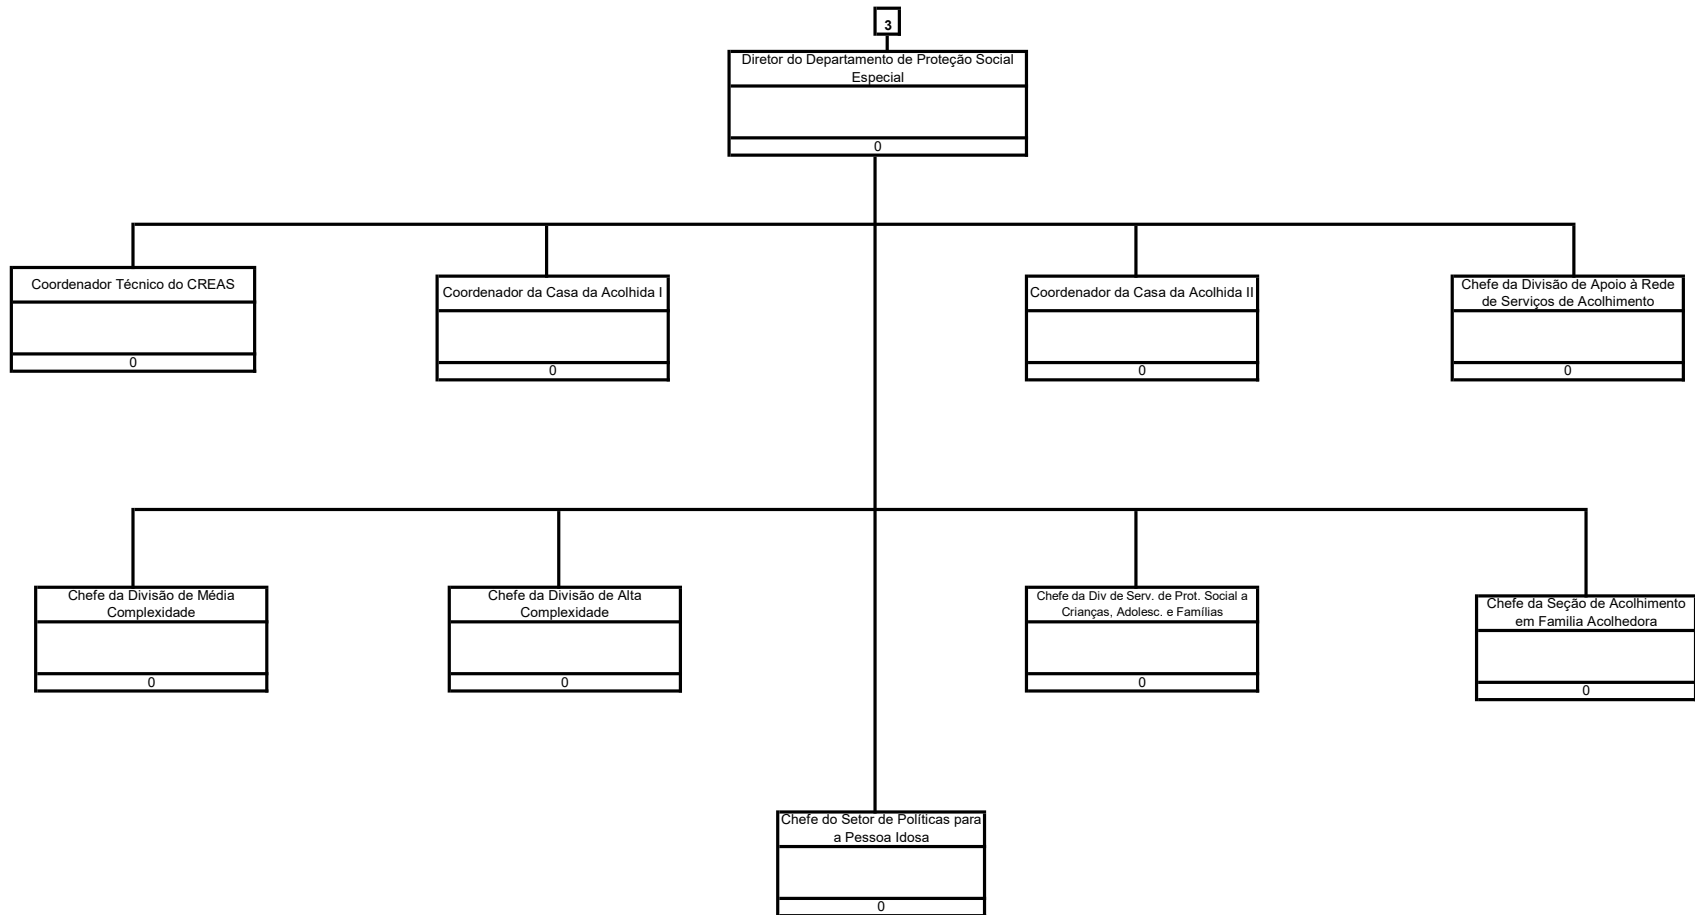 3
Diretor do Departamento de Proteção Social
Especial
0
Coordenador Técnico do CREAS
0
Coordenador da Casa da Acolhida I
0
Coordenador da Casa da Acolhida II
0
Chefe da Divisão de Apoio à Rede
de Serviços de Acolhimento
0
Chefe da Divisão de Média
Complexidade
0
Chefe da Divisão de Alta
Complexidade
0
Chefe da Div de Serv. de Prot. Social a
Crianças, Adolesc. e Famílias
0
Chefe da Seção de Acolhimento
em Familia Acolhedora
0
Chefe do Setor de Políticas para
a Pessoa Idosa
0